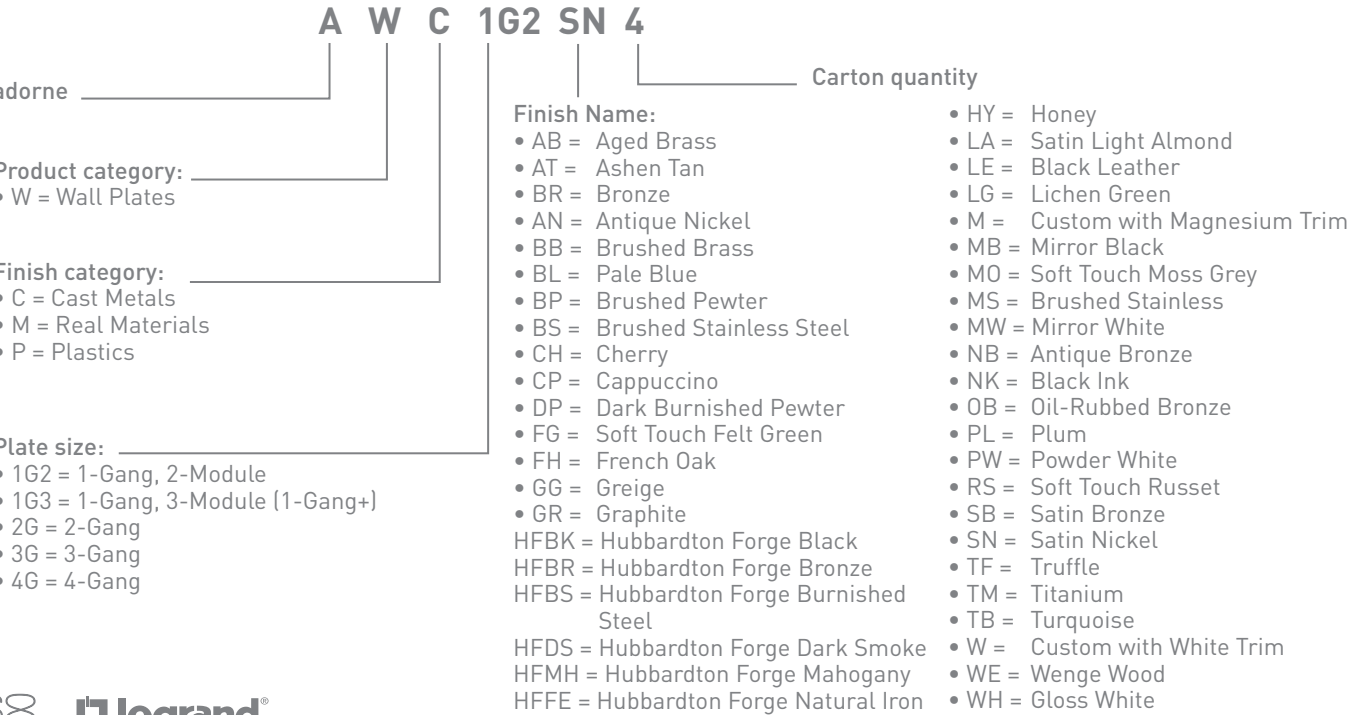 A W C 1G2 SN 4
adorne
Carton quantity
Product category:
• W = Wall Plates
Finish category:
• C = Cast Metals
• M = Real Materials
• P = Plastics
Plate size:
• 1G2 = 1-Gang, 2-Module
• 1G3 = 1-Gang, 3-Module (1-Gang+)
• 2G = 2-Gang
• 3G = 3-Gang
• 4G = 4-Gang
Finish Name:
• AB = Aged Brass
• AT = Ashen Tan
• BR = Bronze
• AN = Antique Nickel
• BB = Brushed Brass
• BL = Pale Blue
• BP = Brushed Pewter
• BS = Brushed Stainless Steel
• CH = Cherry
• CP = Cappuccino
• DP = Dark Burnished Pewter
• FG = Soft Touch Felt Green
• FH = French Oak
• GG = Greige
• GR = Graphite
HFBK = Hubbardton Forge Black
HFBR = Hubbardton Forge Bronze
HFBS = Hubbardton Forge Burnished
Steel
HFDS = Hubbardton Forge Dark Smoke
HFMH = Hubbardton Forge Mahogany
HFFE = Hubbardton Forge Natural Iron
• HY = Honey
• LA = Satin Light Almond
• LE = Black Leather
• LG = Lichen Green
• M = Custom with Magnesium Trim
• MB = Mirror Black
• MO = Soft Touch Moss Grey
• MS = Brushed Stainless
• MW = Mirror White
• NB = Antique Bronze
• NK = Black Ink
• OB = Oil-Rubbed Bronze
• PL = Plum
• PW = Powder White
• RS = Soft Touch Russet
• SB = Satin Bronze
• SN = Satin Nickel
• TF = Truffle
• TM = Titanium
• TB = Turquoise
• W = Custom with White Trim
• WE = Wenge Wood
• WH = Gloss White
legrand®